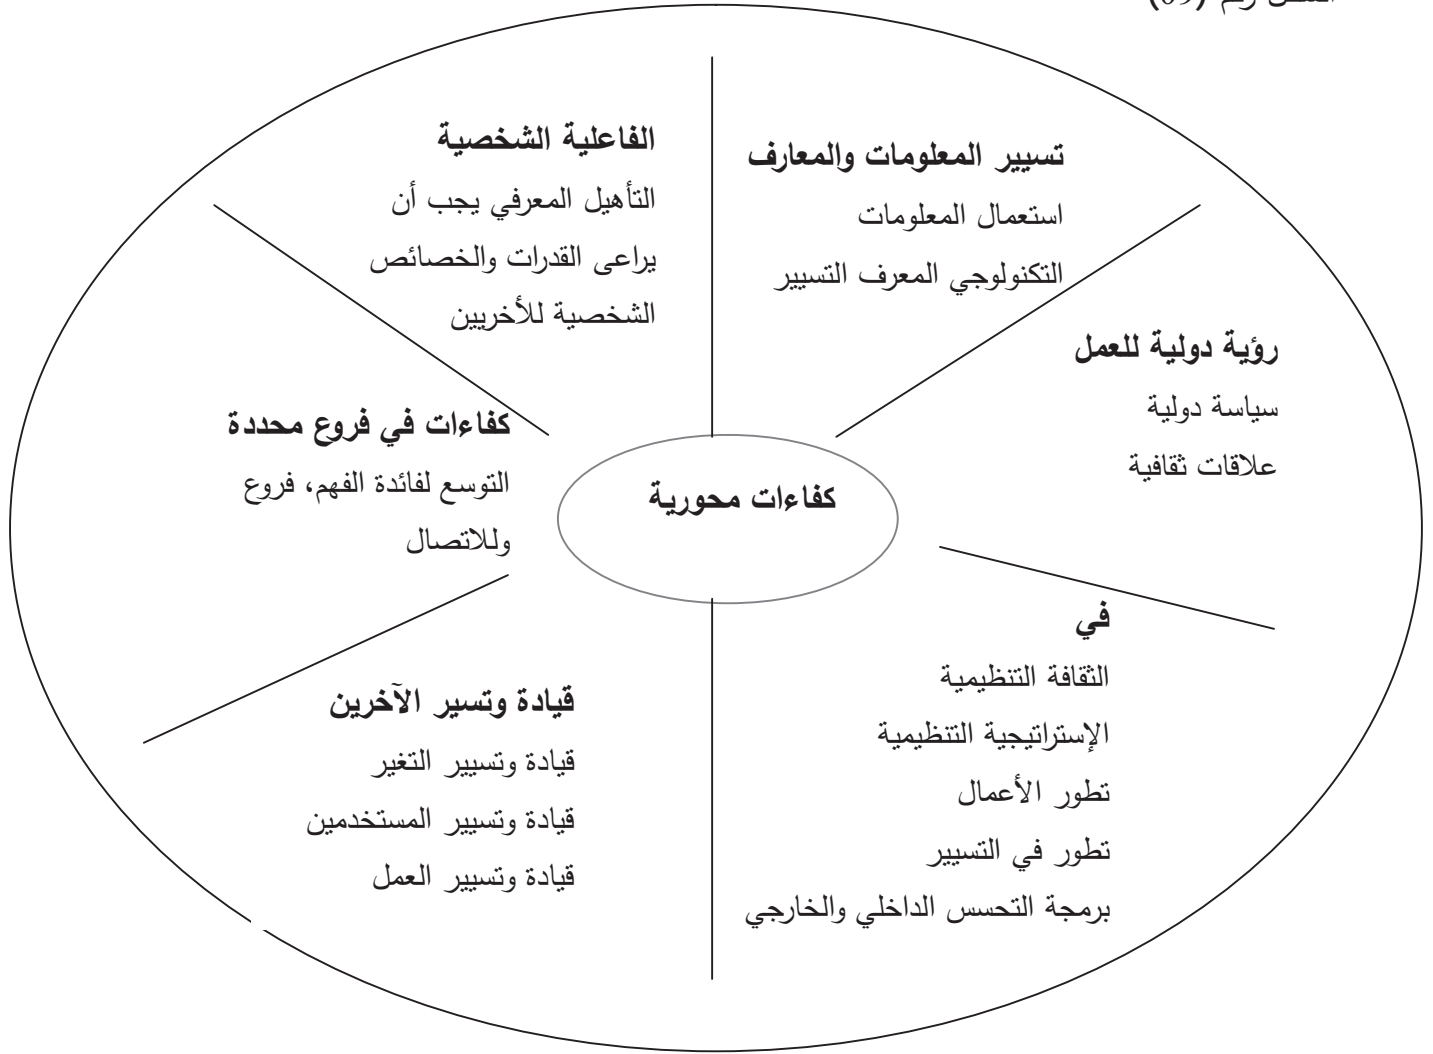 تسيير المعلومات والمعارف
استعمال المعلومات
التكنولوجي المعرف التسيير
الفاعلية الشخصية
التأهيل المعرفي يجب أن
يراعى القدرات والخصائص
الشخصية للأخريين
رؤية دولية للعمل
سياسة دولية
علاقات ثقافية
كفاءات في فروع محددة
التوسع لفائدة الفهم، فروع
وللاتصال
كفاءات محورية
في
الثقافة التنظيمية
الإستراتيجية التنظيمية
تطور الأعمال
تطور في التسيير
برمجة التحسس الداخلي والخارجي
قيادة وتسير الآخرين
قيادة وتسيير التغير
قيادة وتسيير المستخدمين
قيادة وتسيير العمل